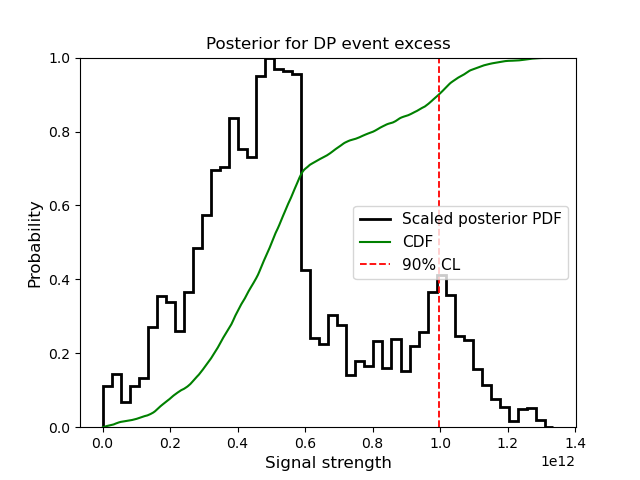 Posterior for DP event excess
1.0
0.8
0.6
0.4
0.2
0.0
Probability
Scaled posterior PDF
CDF
90% CL
0.0 0.2 0.4 0.6 0.8 1.0 1.2 1.4
1e12
Signal strength